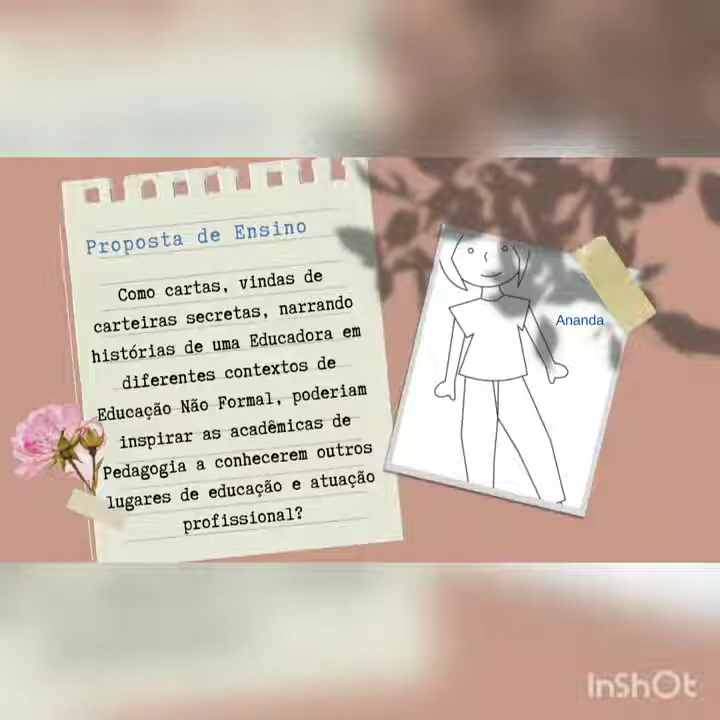 Proposta de Ensino
Como cartas, vindas de
carteiras secretas, narrando
histórias de uma Educadora em
diferentes contextos de
Educação Não Formal, poderiam
inspirar as acadêmicas de
Pedagogia a conhecerem outros
lugares de educação e atuação
profissional?
Ananda
InShOt